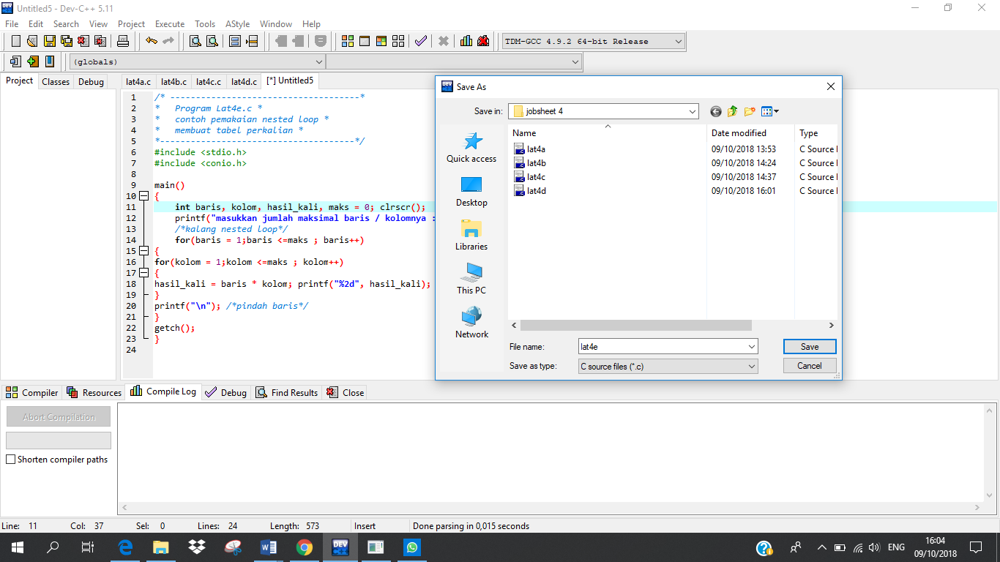 Untitled5 - Dev-C++ 5.11
File Edit Search View Project Execute Tools AStyle Window Help
TDM-GCC 4.9.2 64-bit Release
(globals)
Project Classes Debug
lat4a.c lat4b.c lat4c.c lat4d.c [*] Untitled5
1 /* -------------------------------------*
2 * Program Lat4e.c *
3 * contoh pemakaian nested loop *
4 * membuat tabel perkalian *
5 *--------------------------------------*/
6 #include <stdio.h>
7 #include <conio.h>
8
9 main()
10 {
11 int baris, kolom, hasil_kali, maks = 0; clrscr();
12 printf("masukkan jumlah maksimal baris / kolomnya :
13 /*kalang nested loop*/
14 for(baris = 1;baris <=maks ; baris++)
15 {
16 for(kolom = 1;kolom <=maks ; kolom++)
17 {
18 hasil_kali = baris * kolom; printf("%2d", hasil_kali);
19 }
20 printf("\n"); /*pindah baris*/
21 }
22 getch();
23 }
24
Save As
Save in: jobsheet 4
Quick access
Desktop
Libraries
This PC
Network
Name Date modified Type
lat4a 09/10/2018 13:53 C Source
lat4b 09/10/2018 14:24 C Source
lat4c 09/10/2018 14:37 C Source
lat4d 09/10/2018 16:01 C Source
File name: lat4e Save
Save as type: C source files (*.c) Cancel
Compiler Resources Compile Log Debug Find Results Close
Abort Compilation
Shorten compiler paths
Line: 11 Col: 37 Sel: 0 Lines: 24 Length: 573 Insert Done parsing in 0,015 seconds
DEV
ENG
16:04
09/10/2018